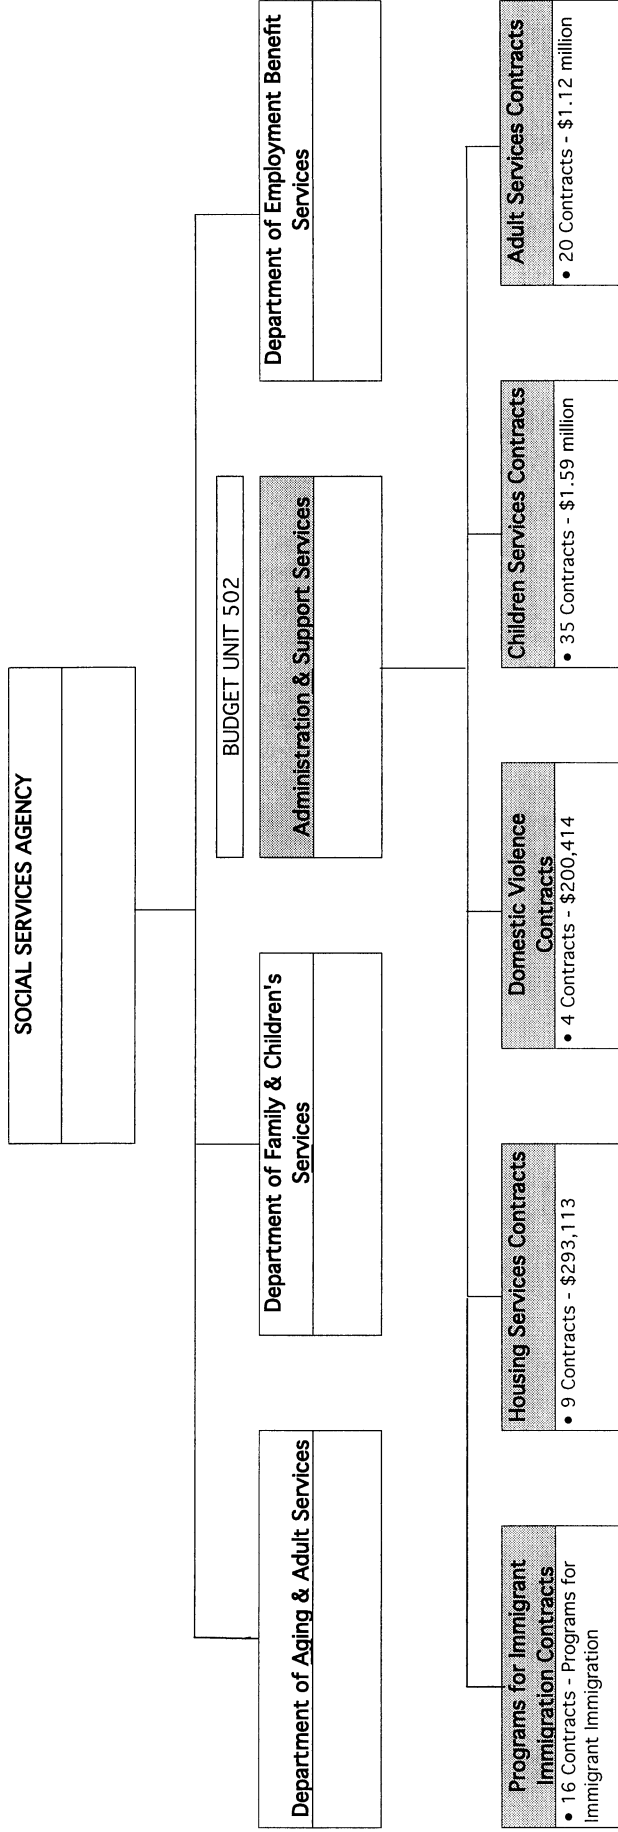 SOCIAL SERVICES AGENCY
BUDGET UNIT 502
Department of Aging & Adult Services
Department of Family & Children's
Services
Administration & Support Services
Department of Employment Benefit
Services
Programs for Immigrant
Immigration Contracts
• 16 Contracts - Programs for
Immigrant Immigration
Housing Services Contracts
• 9 Contracts - $293,113
Domestic Violence
Contracts
• 4 Contracts - $200,414
Children Services Contracts
• 35 Contracts - $1.59 million
Adult Services Contracts
• 20 Contracts - $1.12 million